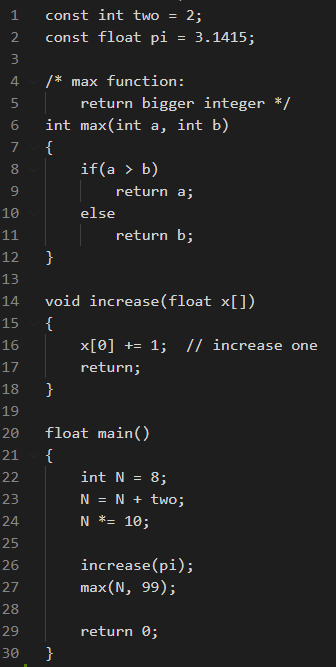 1 const int two = 2;
2 const float pi = 3.1415;
3
4 /* max function:
5     return bigger integer */
6 int max(int a, int b)
7 {
8     if(a > b)
9         return a;
10     else
11         return b;
12 }
13
14 void increase(float x[])
15 {
16     x[0] += 1;  // increase one
17     return;
18 }
19
20 float main()
21 {
22     int N = 8;
23     N = N + two;
24     N *= 10;
25
26     increase(pi);
27     max(N, 99);
28
29     return 0;
30 }